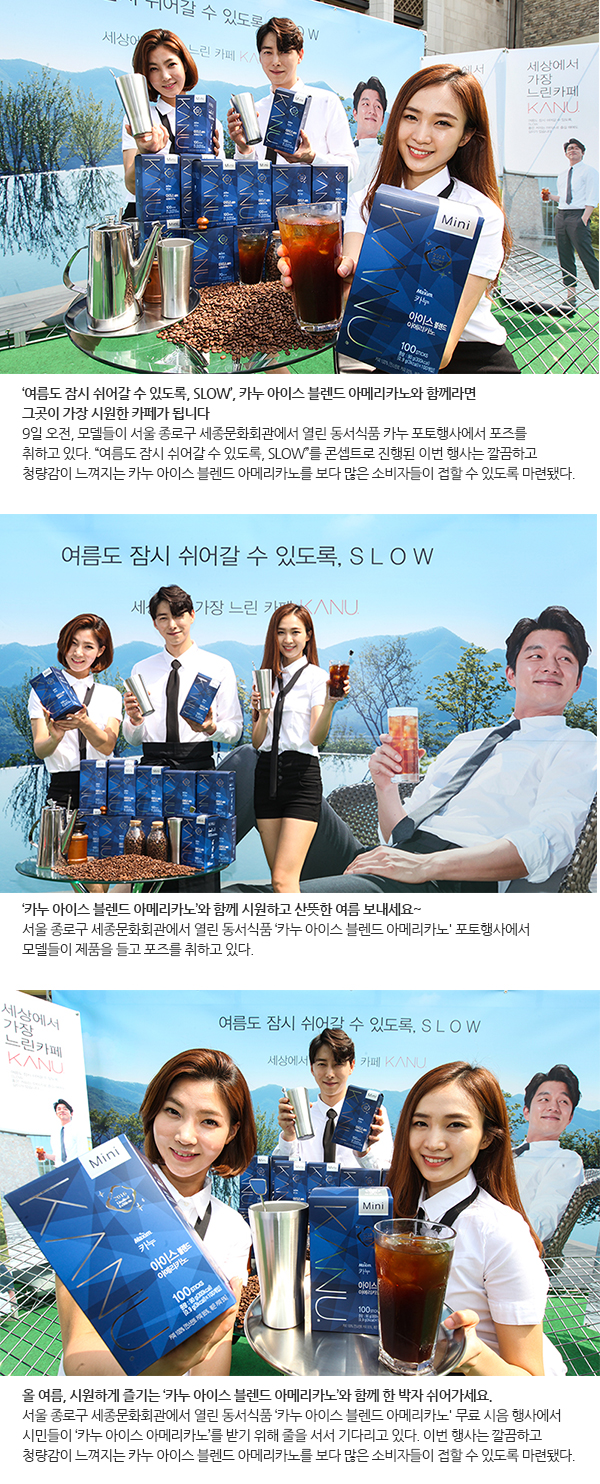 잠시 쉬어갈 수 있도록, SLOW
세상에서
KANU
세상에서
가장
느린카페
KANU
Mini
Mini
KANU
Maxim
카누
아이스 블렌드
아메리카노
100 STICKS
‘여름도 잠시 쉬어갈 수 있도록, SLOW’, 카누 아이스 블렌드 아메리카노와 함께라면
그곳이 가장 시원한 카페가 됩니다
9일 오전, 모델들이 서울 종로구 세종문화회관에서 열린 동서식품 카누 포토행사에서 포즈를
취하고 있다. “여름도 잠시 쉬어갈 수 있도록, SLOW”를 콘셉트로 진행된 이번 행사는 깔끔하고
청량감이 느껴지는 카누 아이스 블렌드 아메리카노를 보다 많은 소비자들이 접할 수 있도록 마련됐다.
여름도 잠시 쉬어갈 수 있도록, SLOW
가장 느린 카페 KANU
‘카누 아이스 블렌드 아메리카노’와 함께 시원하고 산뜻한 여름 보내세요~
서울 종로구 세종문화회관에서 열린 동서식품 ‘카누 아이스 블렌드 아메리카노’ 포토행사에서
모델들이 제품을 들고 포즈를 취하고 있다.
세상에서
가장
느린카페
KANU
여름도 잠시 쉬어갈 수 있도록, SLOW
세상에서 카페 KANU
Mini
Mini
KANU
2016
Maxim
카누
아이스 블렌드
아메리카노
100 STICKS
Mini
KANU
Maxim
카누
아이스
아메리카노
100
올 여름, 시원하게 즐기는 ‘카누 아이스 블렌드 아메리카노’와 함께 한 박자 쉬어가세요.
서울 종로구 세종문화회관에서 열린 동서식품 ‘카누 아이스 블렌드 아메리카노’ 무료 시음 행사에서
시민들이 ‘카누 아이스 아메리카노’를 받기 위해 줄을 서서 기다리고 있다. 이번 행사는 깔끔하고
청량감이 느껴지는 카누 아이스 블렌드 아메리카노를 보다 많은 소비자들이 접할 수 있도록 마련됐다.